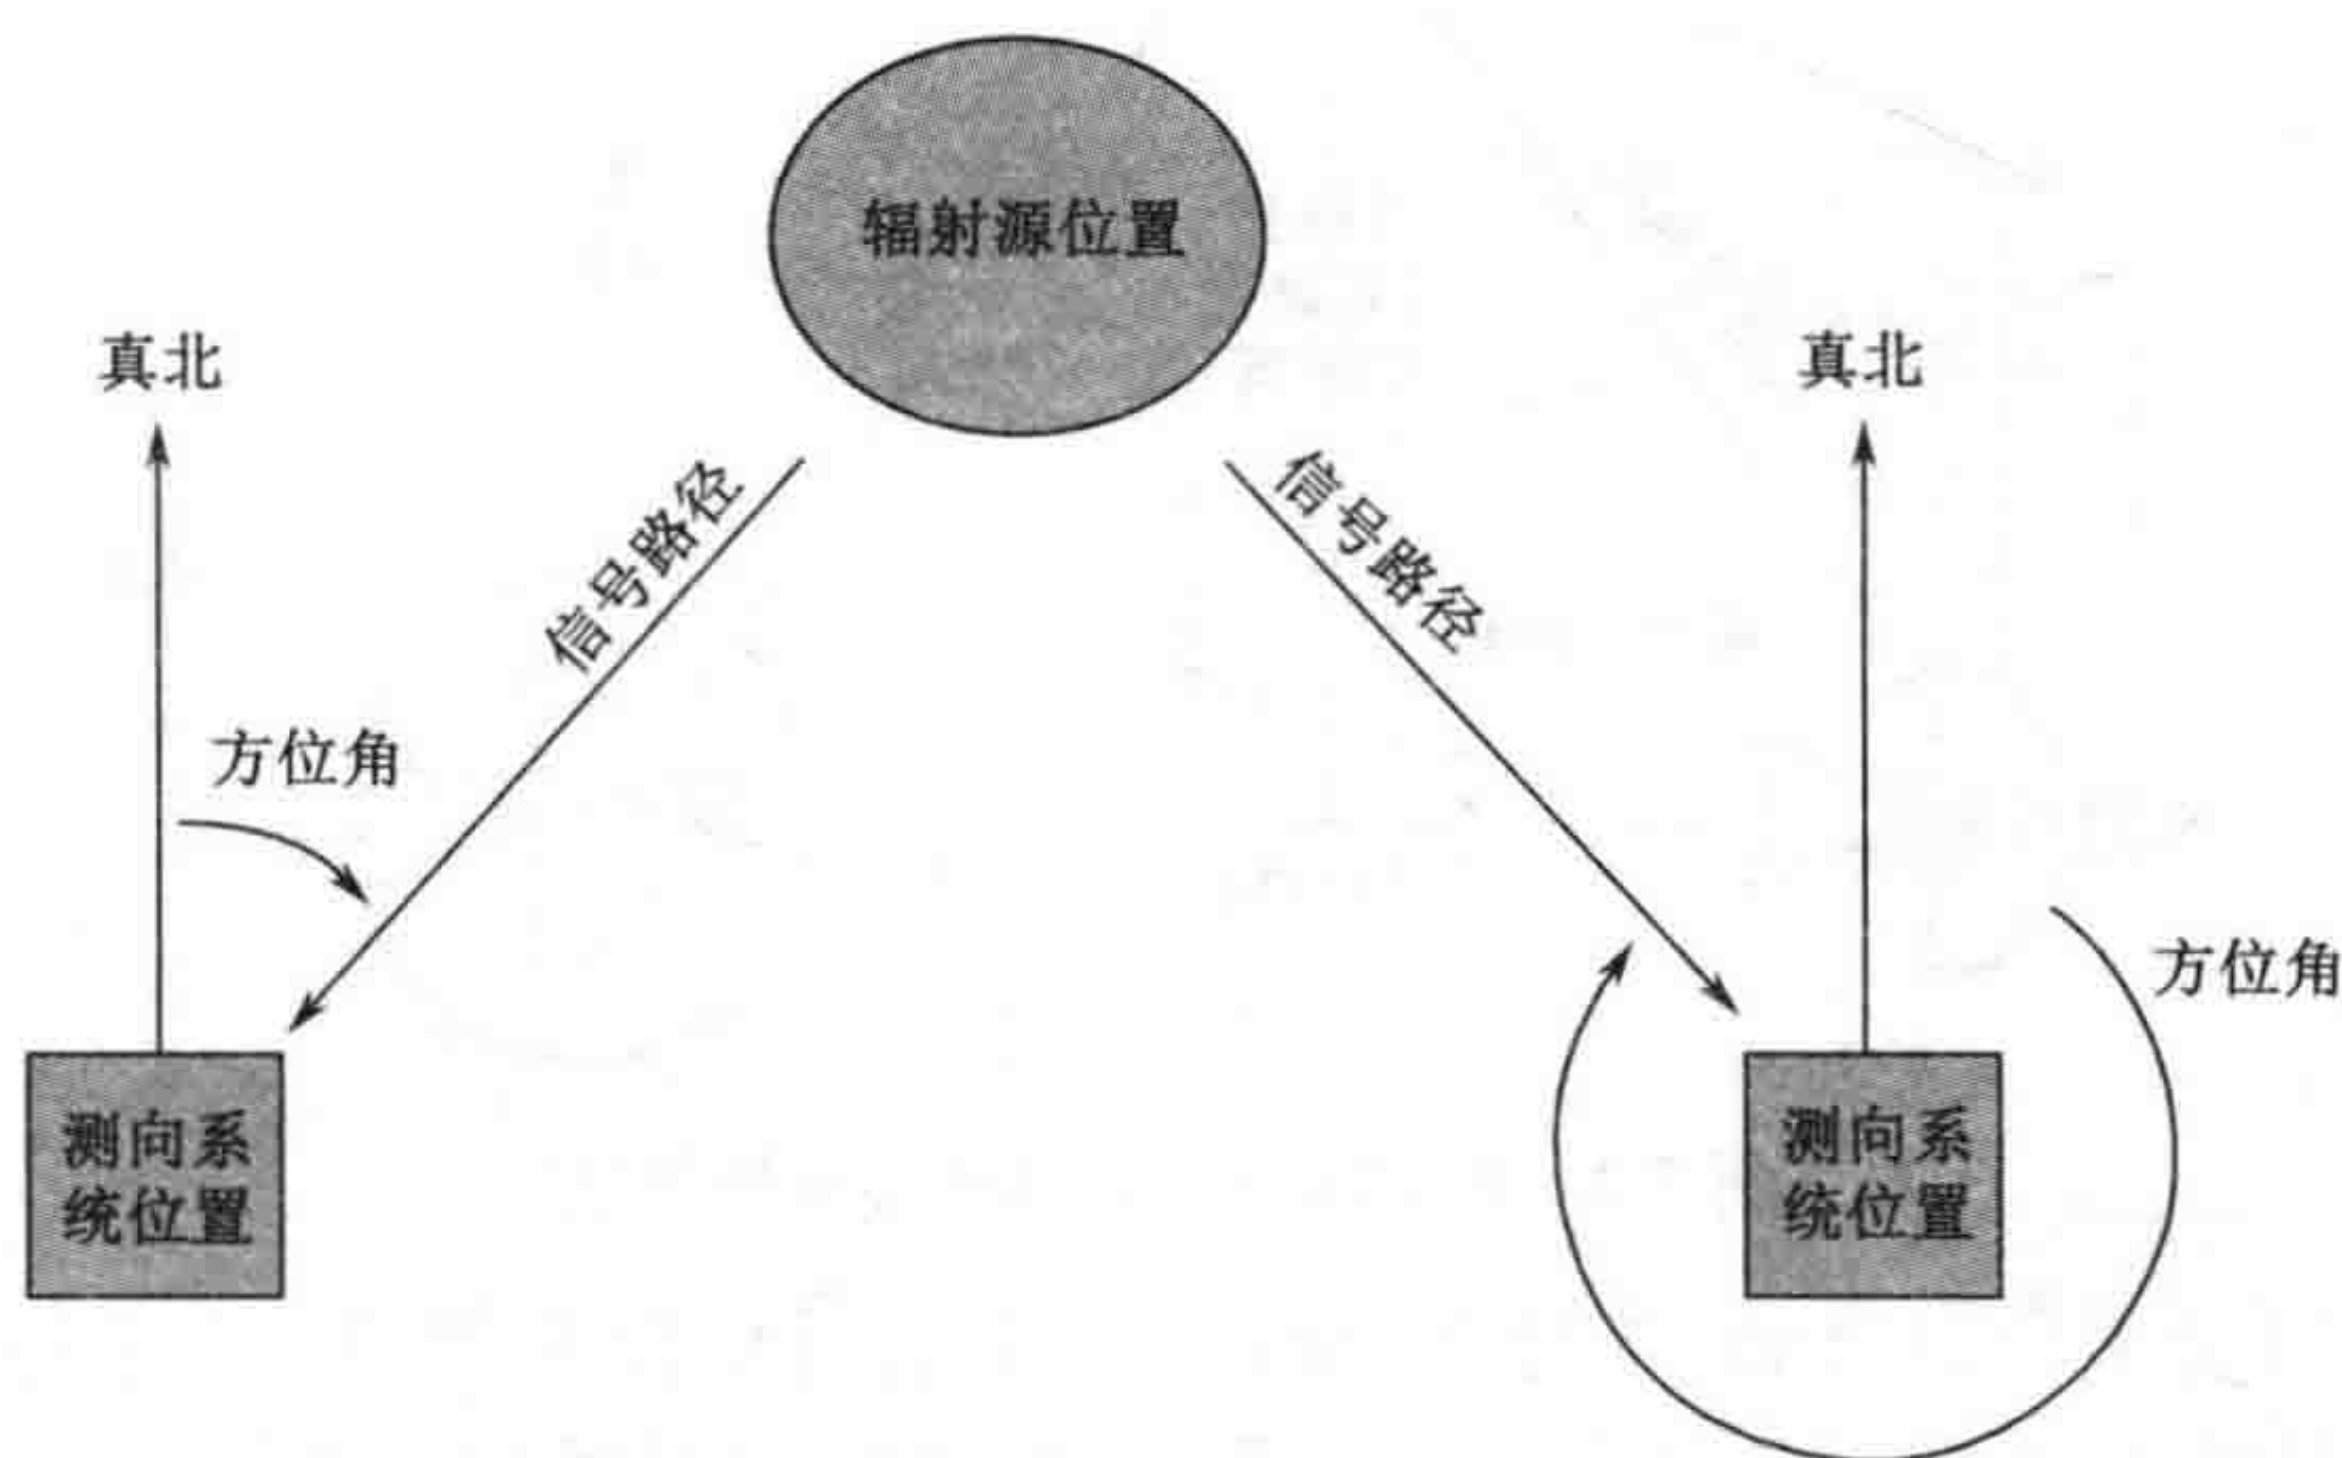 辐射源位置
真北
真北
信号路径
信号路径
方位角
方位角
测向系
统位置
测向系
统位置